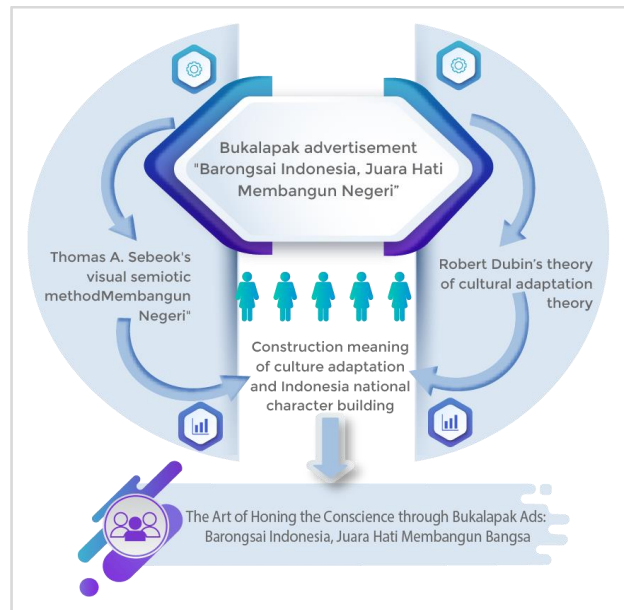 Bukalapak advertisement
"Barongsai Indonesia, Juara Hati
Membangun Negeri”
Thomas A. Sebeok's
visual semiotic
methodMembangun
Negeri"
Robert Dubin’s theory
of cultural adaptation
theory
Construction meaning
of culture adaptation
and Indonesia national
character building
The Art of Honing the Conscience through Bukalapak Ads:
Barongsai Indonesia, Juara Hati Membangun Bangsa